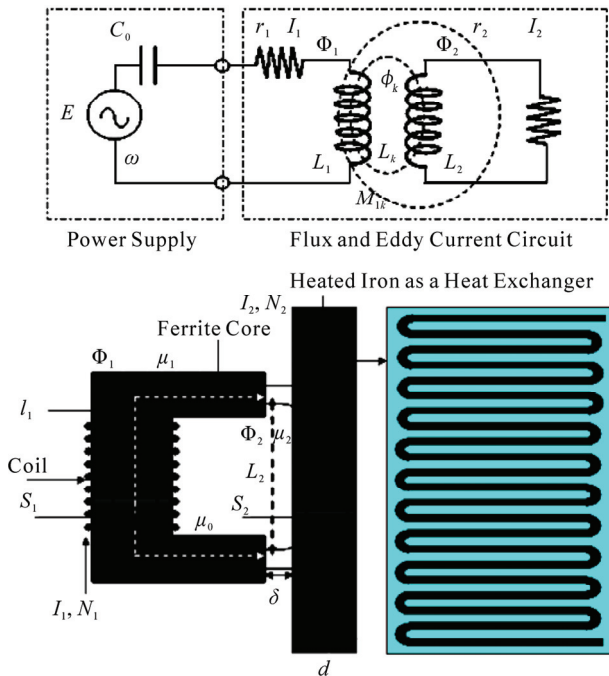 C₀
r₁ I₁
Φ₁
Φ₂
r₂
I₂
E
ω
ϕₖ
L₁
Lₖ
L₂
M₁ₖ
Power Supply
Flux and Eddy Current Circuit
Heated Iron as a Heat Exchanger
I₂, N₂
Ferrite Core
Φ₁
μ₁
l₁
Φ₂
μ₂
Coil
L₂
S₁
S₂
μ₀
δ
I₁, N₁
d